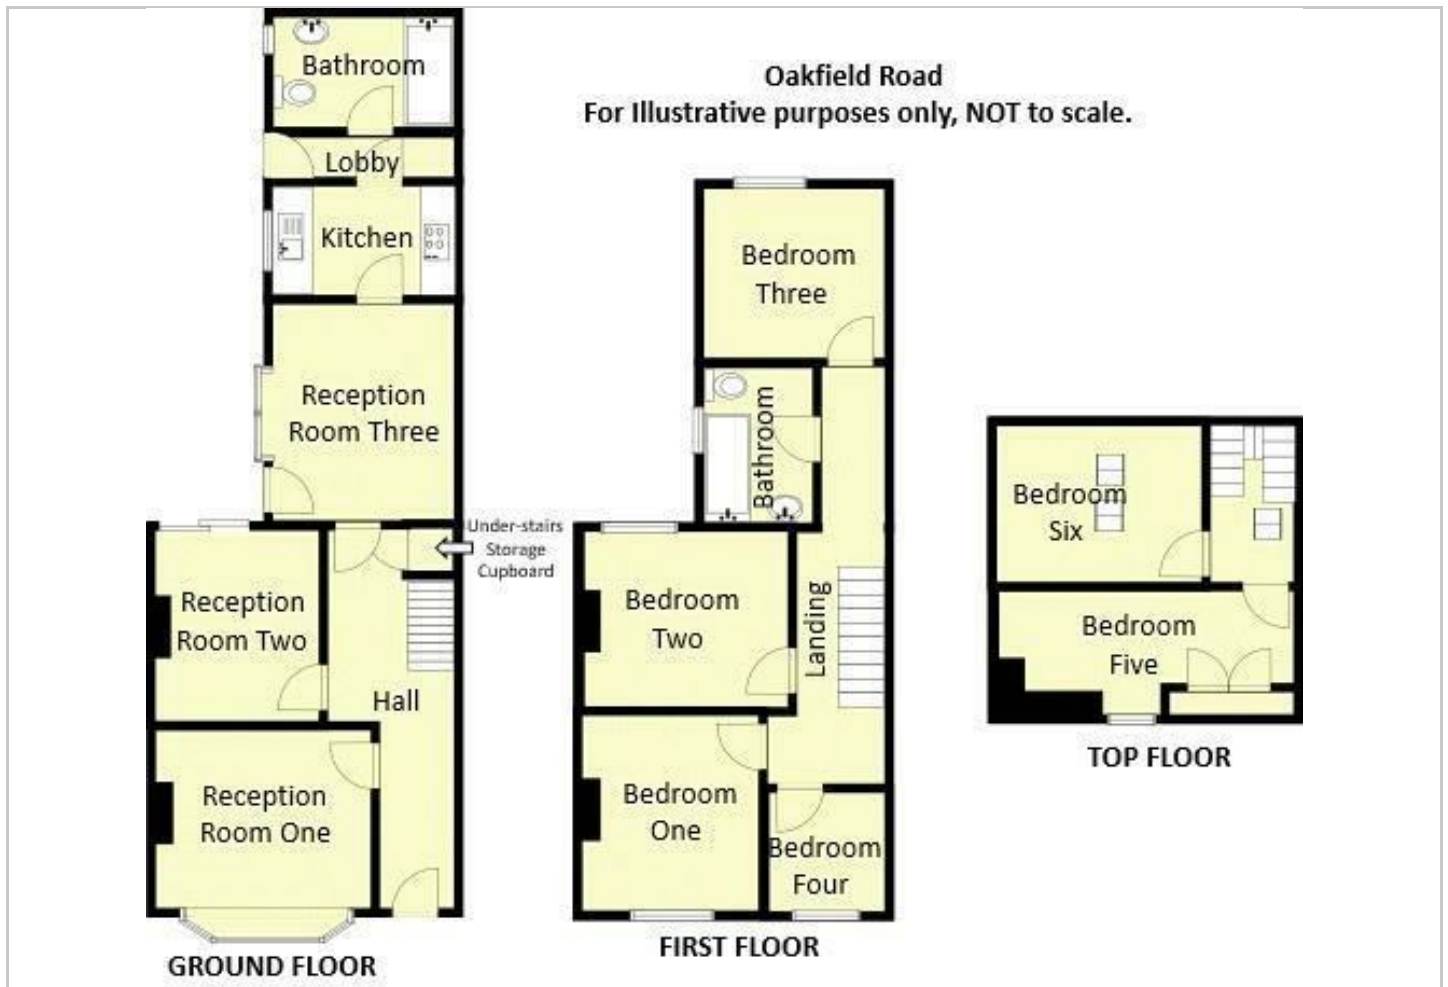 Oakfield Road
For Illustrative purposes only, NOT to scale.
Bathroom
Lobby
Kitchen
Reception
Room Three
Under-stairs
Storage
Cupboard
Reception
Room Two
Hall
Reception
Room One
GROUND FLOOR
Bedroom
Three
Bathroom
Bedroom
Two
Landing
Bedroom
One
Bedroom
Four
FIRST FLOOR
Bedroom
Six
Bedroom
Five
TOP FLOOR